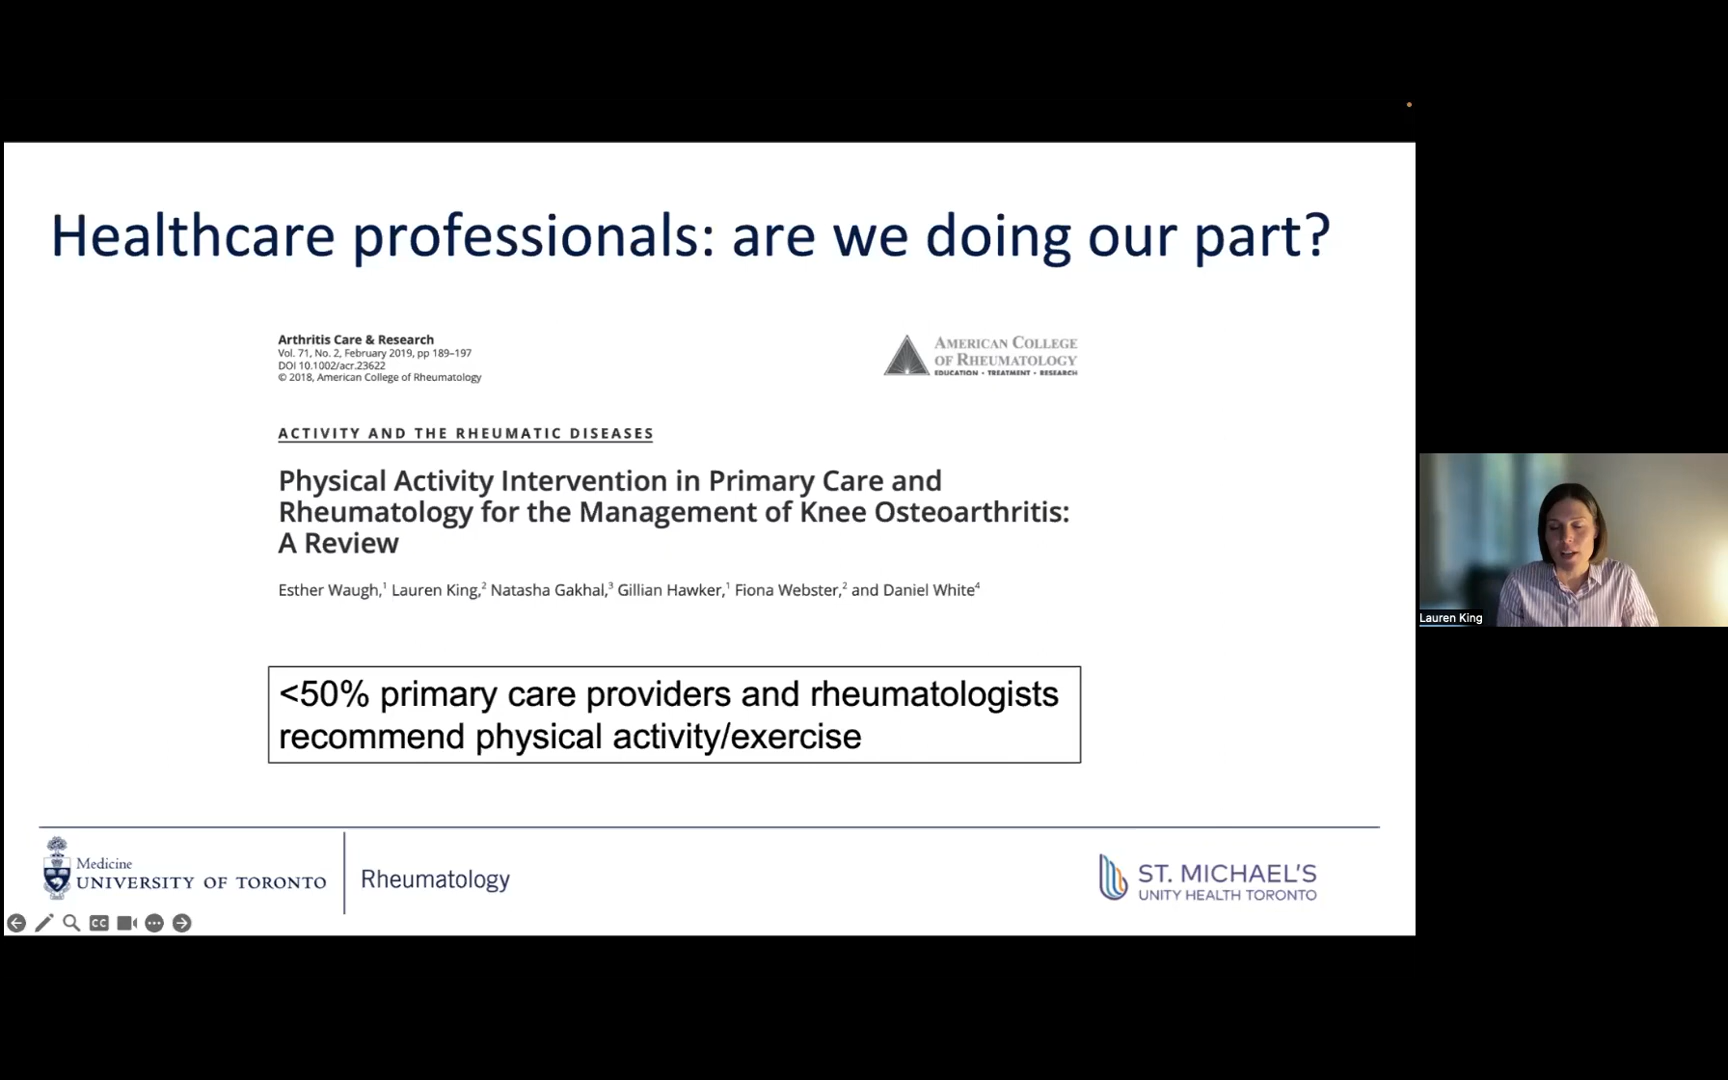 Healthcare professionals: are we doing our part?
Arthritis Care & Research
Vol. 71, No. 2, February 2019, pp 189–197
DOI 10.1002/acr.23622
© 2018, American College of Rheumatology
AMERICAN COLLEGE
OF RHEUMATOLOGY
EDUCATION • TREATMENT • RESEARCH
ACTIVITY AND THE RHEUMATIC DISEASES
Physical Activity Intervention in Primary Care and
Rheumatology for the Management of Knee Osteoarthritis:
A Review
Esther Waugh,¹ Lauren King,² Natasha Gakhal,³ Gillian Hawker,¹ Fiona Webster,² and Daniel White⁴
<50% primary care providers and rheumatologists
recommend physical activity/exercise
Lauren King
Medicine
UNIVERSITY OF TORONTO
Rheumatology
ST. MICHAEL'S
UNITY HEALTH TORONTO
CC